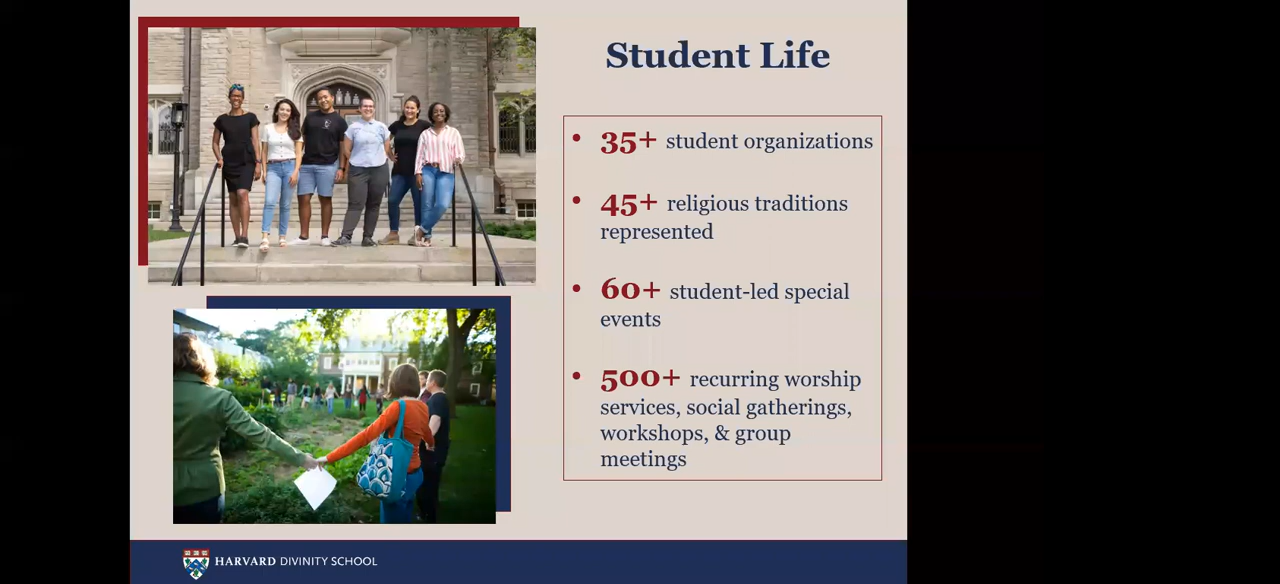 Student Life
• 35+ student organizations
• 45+ religious traditions
represented
• 60+ student-led special
events
• 500+ recurring worship
services, social gatherings,
workshops, & group
meetings
HARVARD DIVINITY SCHOOL